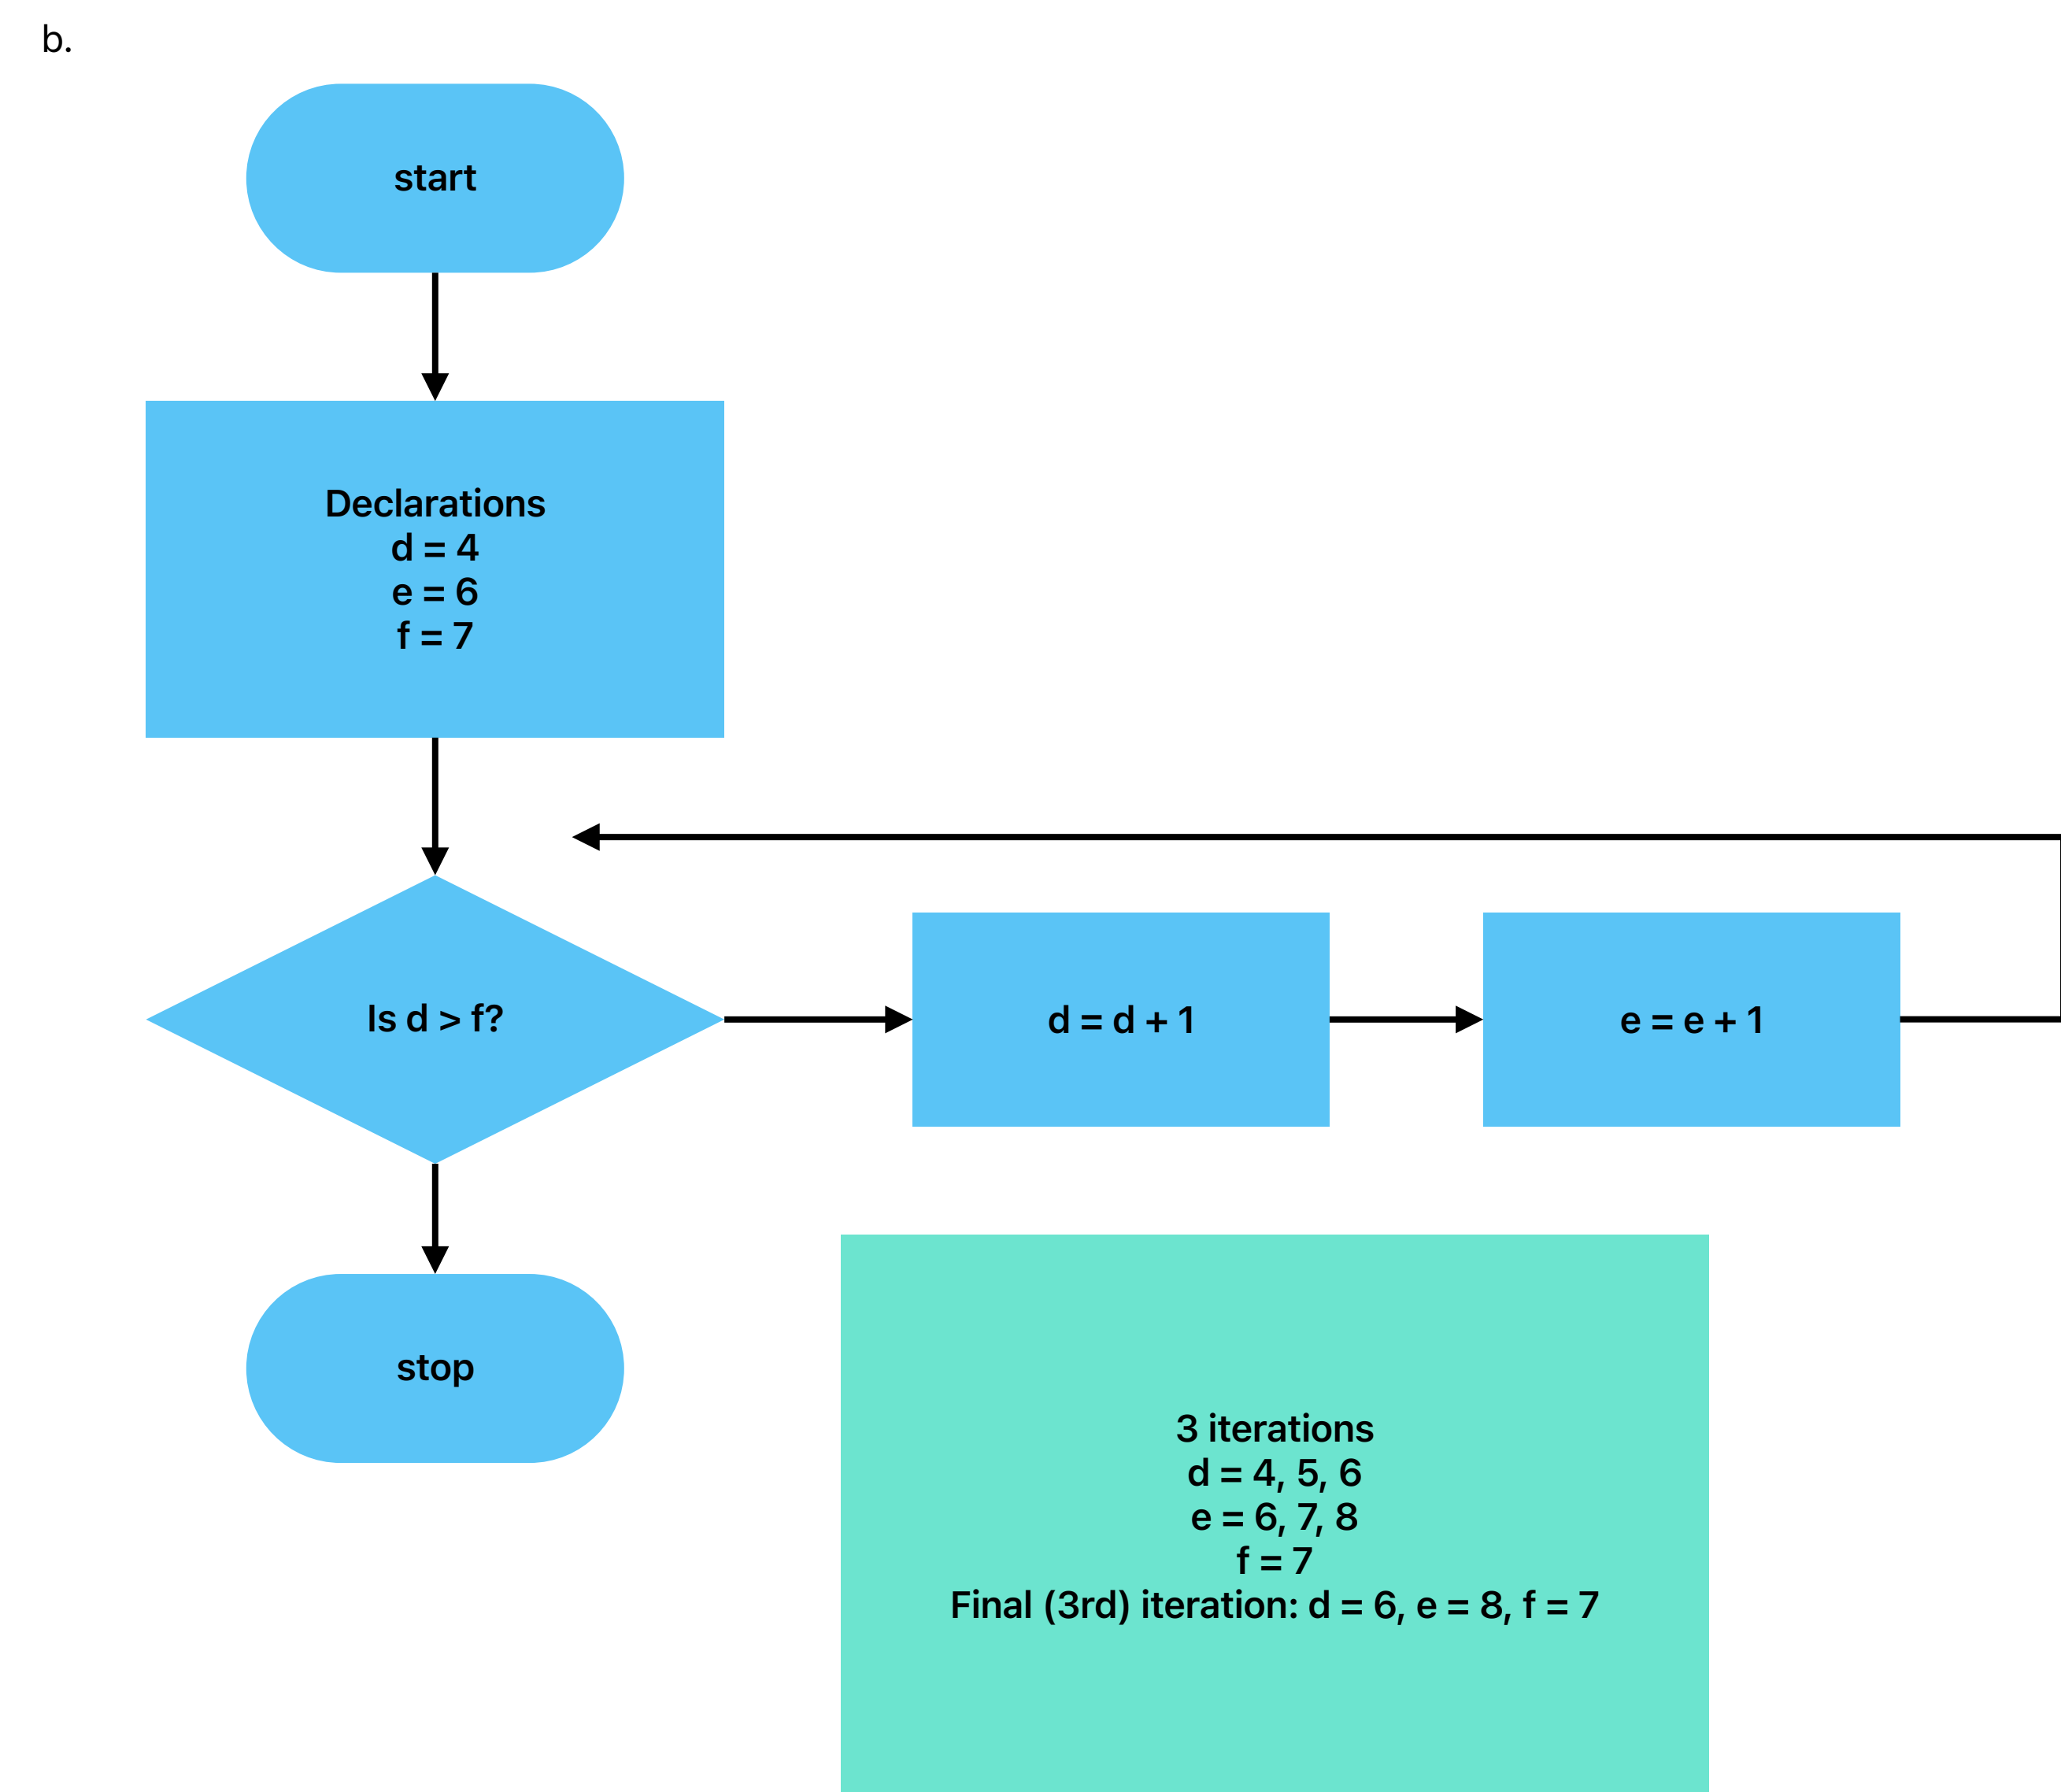 b.
start
Declarations
d = 4
e = 6
f = 7
Is d > f?
d = d + 1
e = e + 1
stop
3 iterations
d = 4, 5, 6
e = 6, 7, 8
f = 7
Final (3rd) iteration: d = 6, e = 8, f = 7